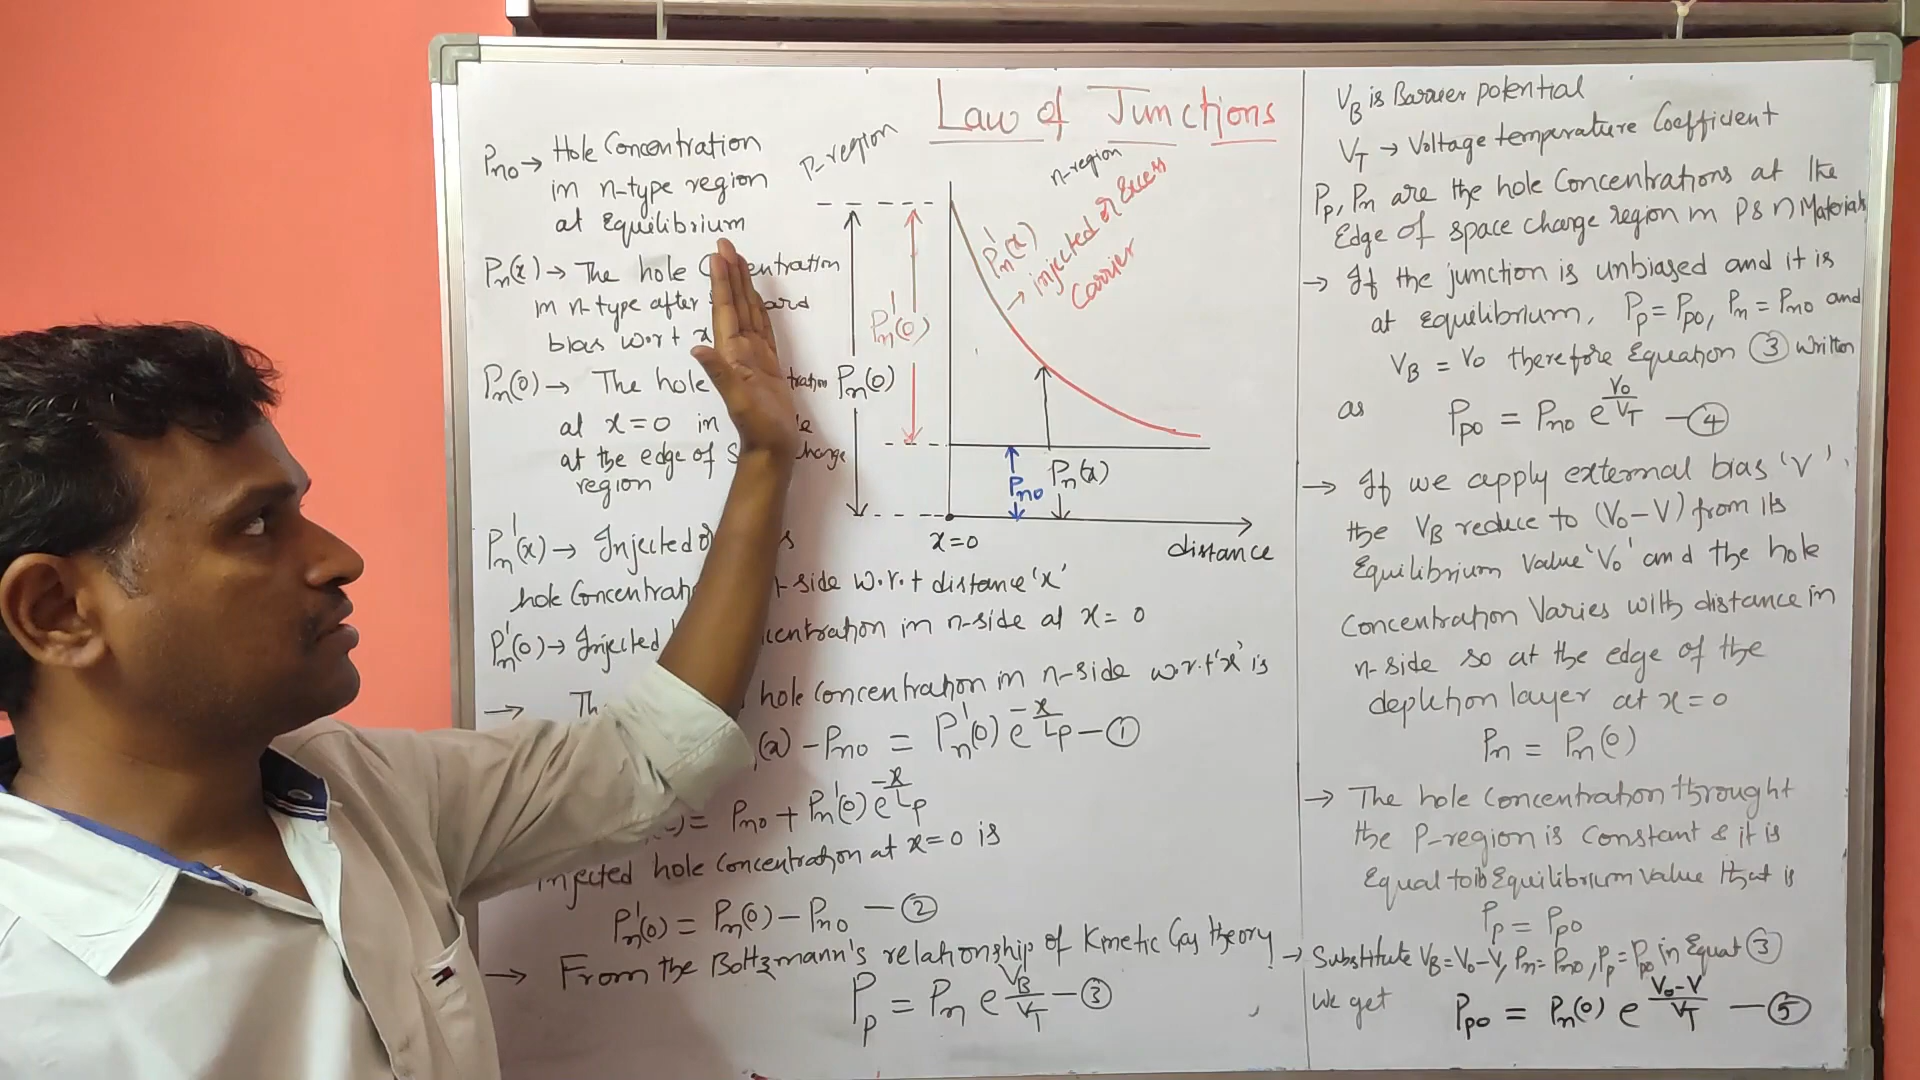 Law of Junctions
Pno → Hole Concentration
in n-type region
at Equilibrium
Pn(x) → The hole entration
in n-type after ard
bias w.r.t x
Pn(0) → The hole tration
at x=0 in
at the edge of S harge
region
P'n(x) → Injected or s
hole Concentrat -side w.r.t distance 'x'
P'n(0) → Injected centration in n-side at x = 0
→ Th hole Concentration in n-side w.r.t 'x' is
(x) - Pno = P'n(0) e^-x/Lp - ①
= Pno + P'n(0) e^-x/Lp
injected hole Concentration at x=0 is
P'n(0) = Pn(0) - Pno - ②
→ From the Boltzmann's relationship of Kinetic Gas theory
Pp = Pn e^VB/VT - ③
P-region
n-region
P'n(x)
→ injected or Excess
Carrier
P'n(0)
Pn(0)
Pno
Pn(x)
x=0
distance
VB is Barrier potential
VT → Voltage temperature Coefficient
Pp, Pn are the hole Concentrations at the
Edge of space charge region in P & n Materials
→ If the junction is unbiased and it is
at equilibrium, Pp = Ppo, Pn = Pno and
VB = Vo therefore Equation ③ written
as Ppo = Pno e^Vo/VT - ④
→ If we apply external bias 'V',
the VB reduce to (Vo-V) from its
Equilibrium Value 'Vo' and the hole
Concentration Varies with distance in
n-side so at the edge of the
depletion layer at x=0
Pn = Pn(0)
→ The hole Concentration throught
the P-region is constant & it is
Equal to its Equilibrium value that is
Pp = Ppo
→ Substitute VB=Vo-V, Pn=Pno, Pp=Ppo in Equat ③
we get Ppo = Pn(0) e^Vo-V/VT - ⑤